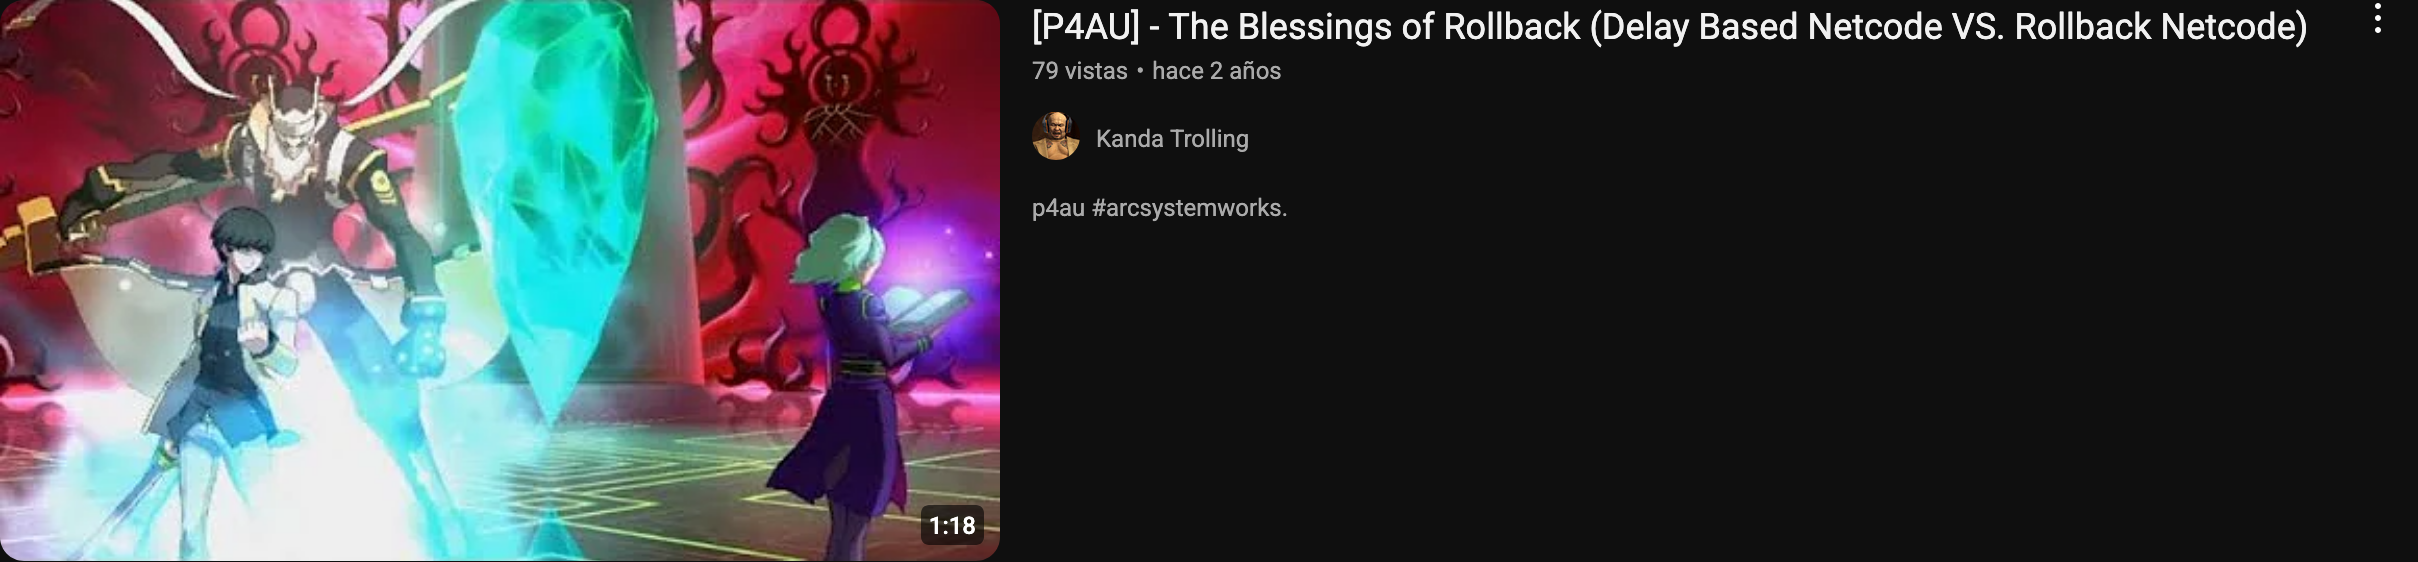 [P4AU] - The Blessings of Rollback (Delay Based Netcode VS. Rollback Netcode)
79 vistas • hace 2 años
Kanda Trolling
p4au #arcsystemworks.
1:18